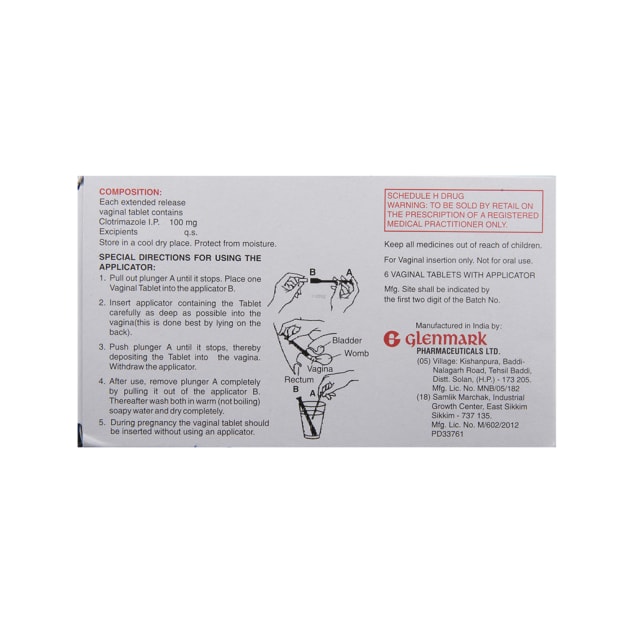 COMPOSITION:
Each extended release
vaginal tablet contains
Clotrimazole I.P. 100 mg
Excipients q.s.
Store in a cool dry place. Protect from moisture.
SPECIAL DIRECTIONS FOR USING THE
APPLICATOR:
1. Pull out plunger A until it stops. Place one
Vaginal Tablet into the applicator B.
2. Insert applicator containing the Tablet
carefully as deep as possible into the
vagina(this is done best by lying on the
back).
3. Push plunger A until it stops, thereby
depositing the Tablet into the vagina.
Withdraw the applicator.
4. After use, remove plunger A completely
by pulling it out of the applicator B.
Thereafter wash both in warm (not boiling)
soapy water and dry completely.
5. During pregnancy the vaginal tablet should
be inserted without using an applicator.
B A
Bladder
Womb
Vagina
Rectum
B
A
SCHEDULE H DRUG
WARNING: TO BE SOLD BY RETAIL ON
THE PRESCRIPTION OF A REGISTERED
MEDICAL PRACTITIONER ONLY.
Keep all medicines out of reach of children.
For Vaginal insertion only. Not for oral use.
6 VAGINAL TABLETS WITH APPLICATOR
Mfg. Site shall be indicated by
the first two digit of the Batch No.
Manufactured in India by:
glenmark
PHARMACEUTICALS LTD.
(05) Village: Kishanpura, Baddi-
Nalagarh Road, Tehsil Baddi,
Distt. Solan, (H.P.) - 173 205.
Mfg. Lic. No. MNB/05/182
(18) Samlik Marchak, Industrial
Growth Center, East Sikkim
Sikkim - 737 135.
Mfg. Lic. No. M/602/2012
PD33761